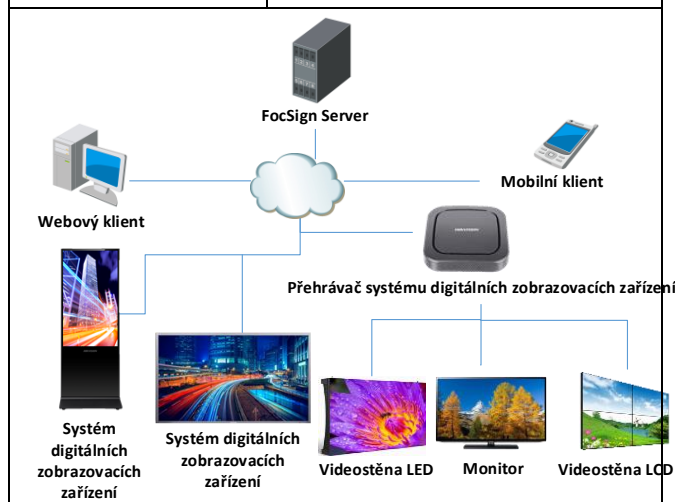 FocSign Server
Mobilní klient
Webový klient
HIKVISION
Přehrávač systému digitálních zobrazovacích zařízení
Systém
digitálních
zobrazovacích
zařízení
Systém digitálních
zobrazovacích
zařízení
Videostěna LED
Monitor
Videostěna LCD